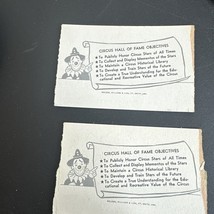 CIRCUS HALL OF FAME OBJECTIVES
To Publicly Honor Circus Stars of All Times
To Collect and Display Mementos of the Stars
To Maintain a Circus Historical Library
To Develop and Train Stars of the Future
To Create a True Understanding for the Edu-
cational and Recreative Value of the Circus
CIRCUS HALL OF FAME OBJECTIVES
To Publicly Honor Circus Stars of All Times
To Collect and Display Mementos of the Stars
To Maintain a Circus Historical Library
To Develop and Train Stars of the Future
To Create a True Understanding for the Edu-
cational and Recreative Value of the Circus